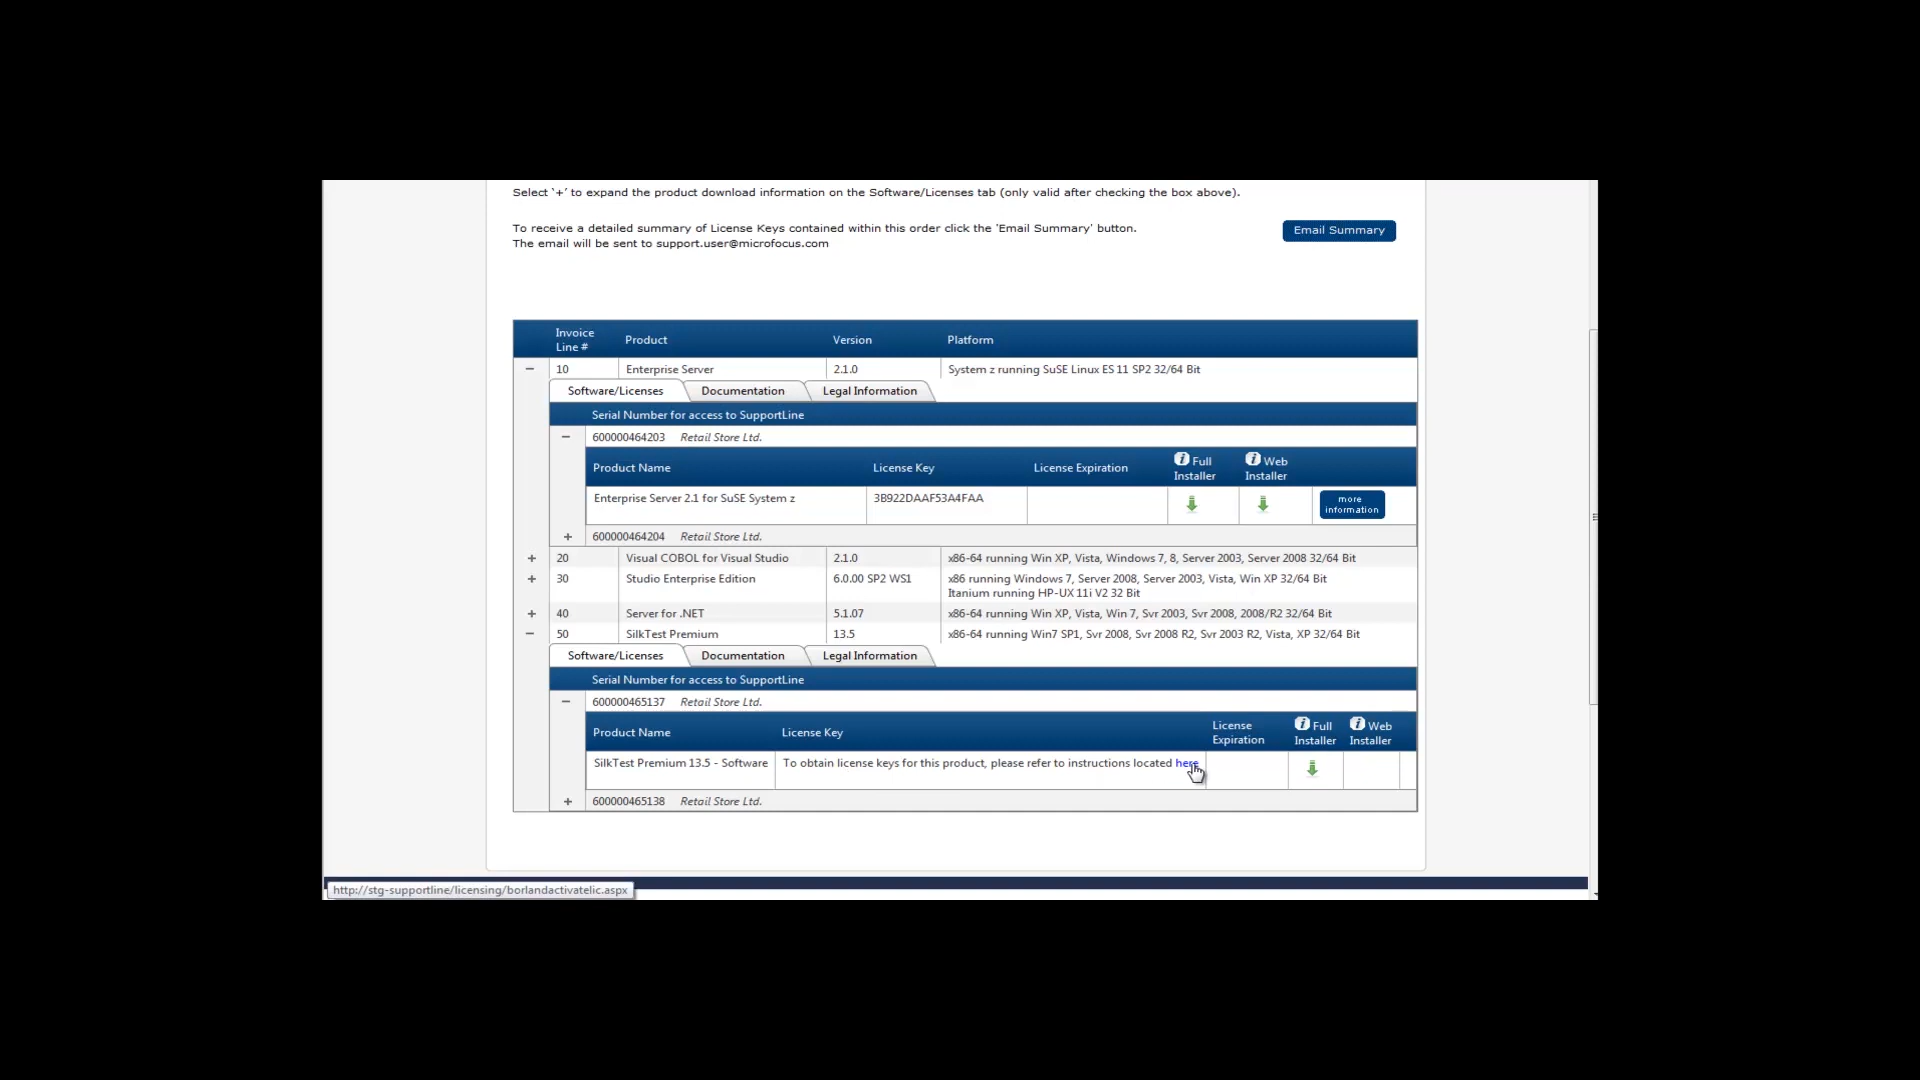 Select ‘+’ to expand the product download information on the Software/Licenses tab (only valid after checking the box above).
To receive a detailed summary of License Keys contained within this order click the 'Email Summary' button.
The email will be sent to support.user@microfocus.com
Email Summary
Invoice Line # Product Version Platform
− 10 Enterprise Server 2.1.0 System z running SuSE Linux ES 11 SP2 32/64 Bit
Software/Licenses Documentation Legal Information
Serial Number for access to SupportLine
− 600000464203 Retail Store Ltd.
Product Name License Key License Expiration i Full Installer i Web Installer
Enterprise Server 2.1 for SuSE System z 3B922DAAF53A4FAA more information
+ 600000464204 Retail Store Ltd.
+ 20 Visual COBOL for Visual Studio 2.1.0 x86-64 running Win XP, Vista, Windows 7, 8, Server 2003, Server 2008 32/64 Bit
+ 30 Studio Enterprise Edition 6.0.00 SP2 WS1 x86 running Windows 7, Server 2008, Server 2003, Vista, Win XP 32/64 Bit
Itanium running HP-UX 11i V2 32 Bit
+ 40 Server for .NET 5.1.07 x86-64 running Win XP, Vista, Win 7, Svr 2003, Svr 2008, 2008/R2 32/64 Bit
− 50 SilkTest Premium 13.5 x86-64 running Win7 SP1, Svr 2008, Svr 2008 R2, Svr 2003 R2, Vista, XP 32/64 Bit
Software/Licenses Documentation Legal Information
Serial Number for access to SupportLine
− 600000465137 Retail Store Ltd.
Product Name License Key License Expiration i Full Installer i Web Installer
SilkTest Premium 13.5 - Software To obtain license keys for this product, please refer to instructions located here
+ 600000465138 Retail Store Ltd.
http://stg-supportline/licensing/borlandactivatelic.aspx